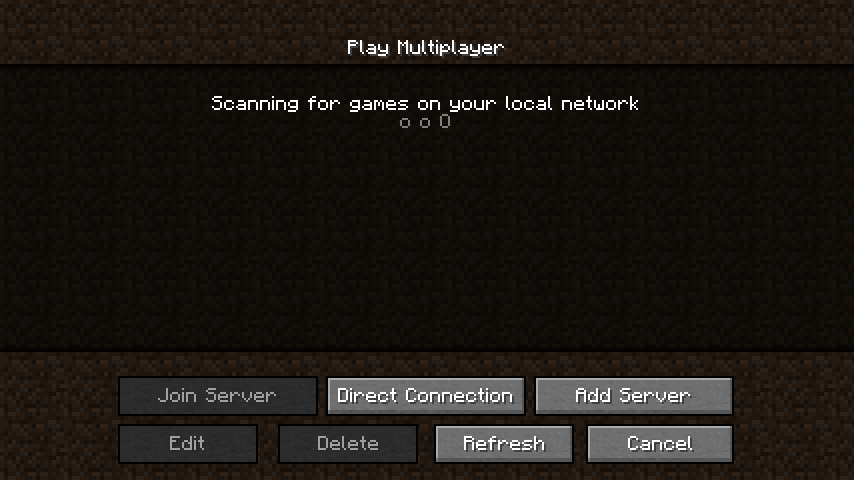 Play Multiplayer
Scanning for games on your local network
o o O
Join Server
Direct Connection
Add Server
Edit
Delete
Refresh
Cancel